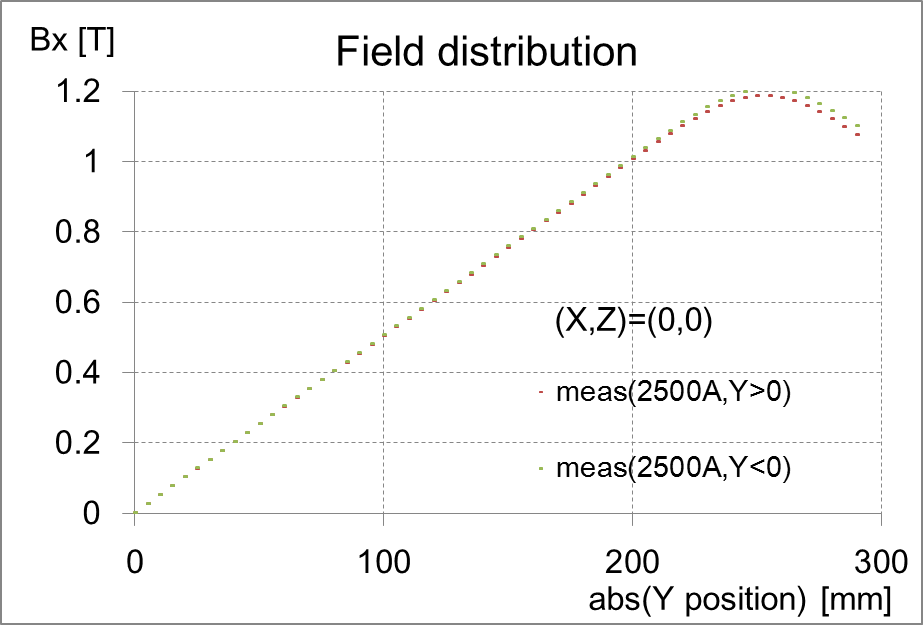 Bx [T]
Field distribution
1.2
1
0.8
0.6
0.4
0.2
0
(X,Z)=(0,0)
meas(2500A,Y>0)
meas(2500A,Y<0)
0 100 200 300
abs(Y position) [mm]